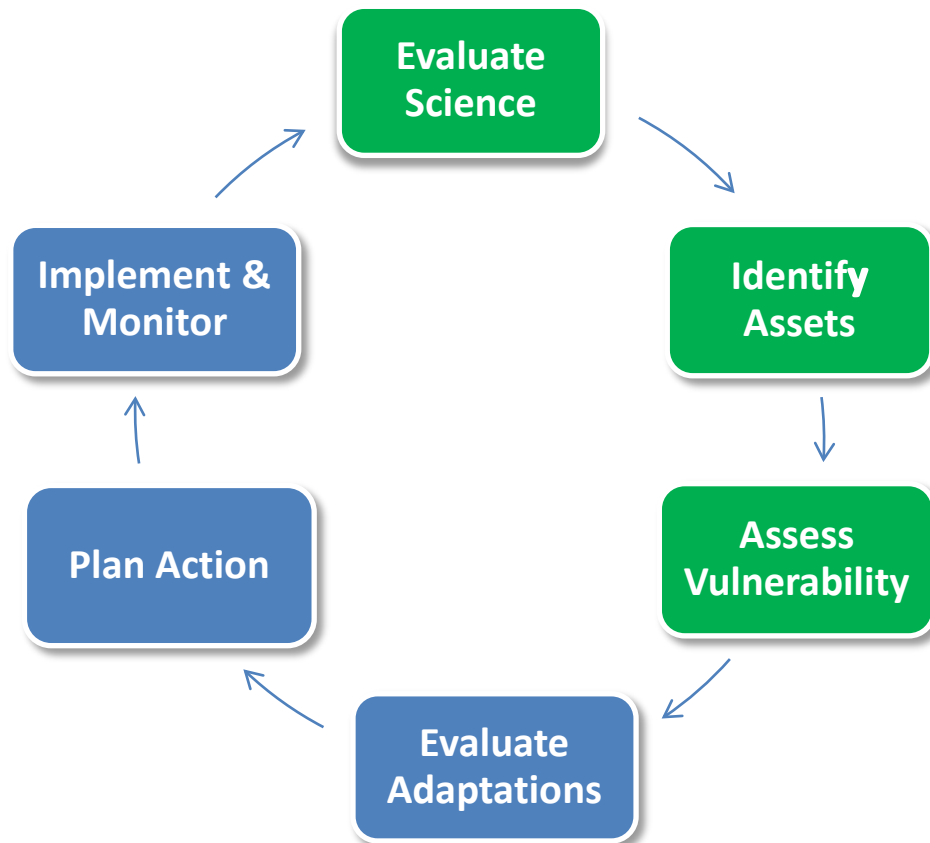 Evaluate
Science
Identify
Assets
Assess
Vulnerability
Evaluate
Adaptations
Plan Action
Implement &
Monitor